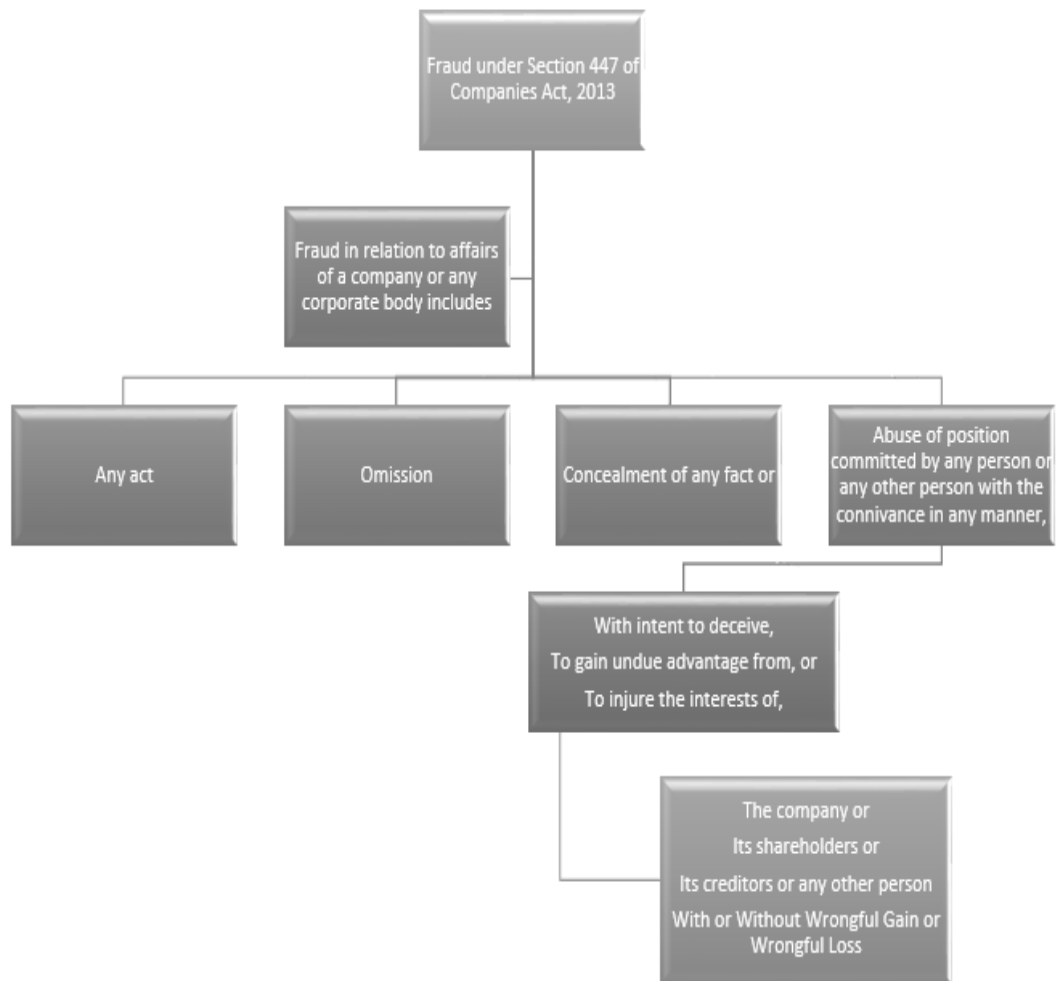 Fraud under Section 447 of
Companies Act, 2013
Fraud in relation to affairs
of a company or any
corporate body includes
Any act
Omission
Concealment of any fact or
Abuse of position
committed by any person or
any other person with the
connivance in any manner,
With intent to deceive,
To gain undue advantage from, or
To injure the interests of,
The company or
Its shareholders or
Its creditors or any other person
With or Without Wrongful Gain or
Wrongful Loss